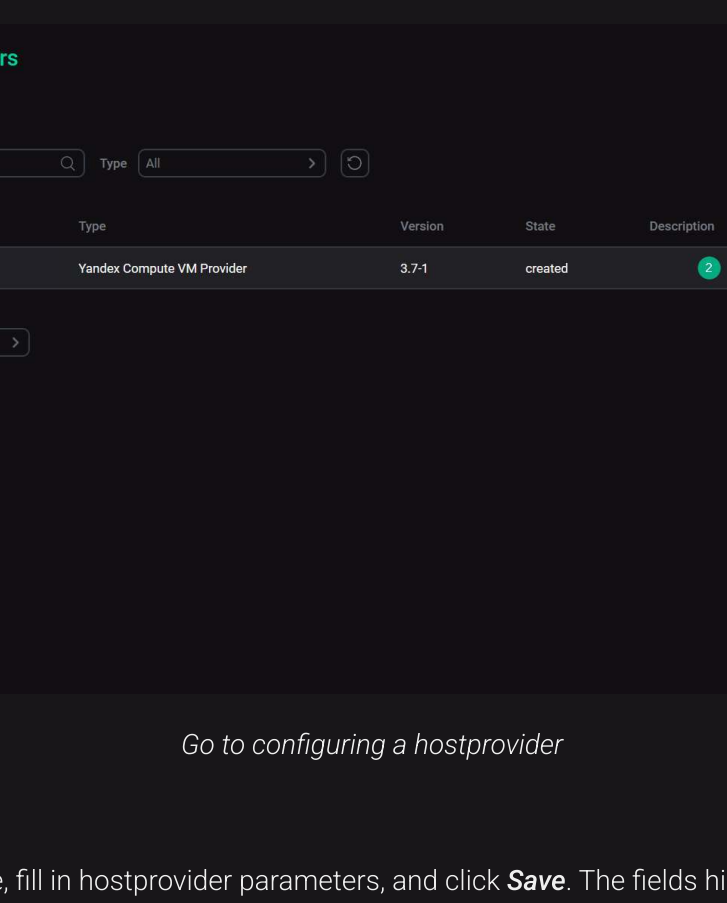 rs
Type All
Type Version State Description
Yandex Compute VM Provider 3.7-1 created 2
Go to configuring a hostprovider
e, fill in hostprovider parameters, and click Save. The fields hi